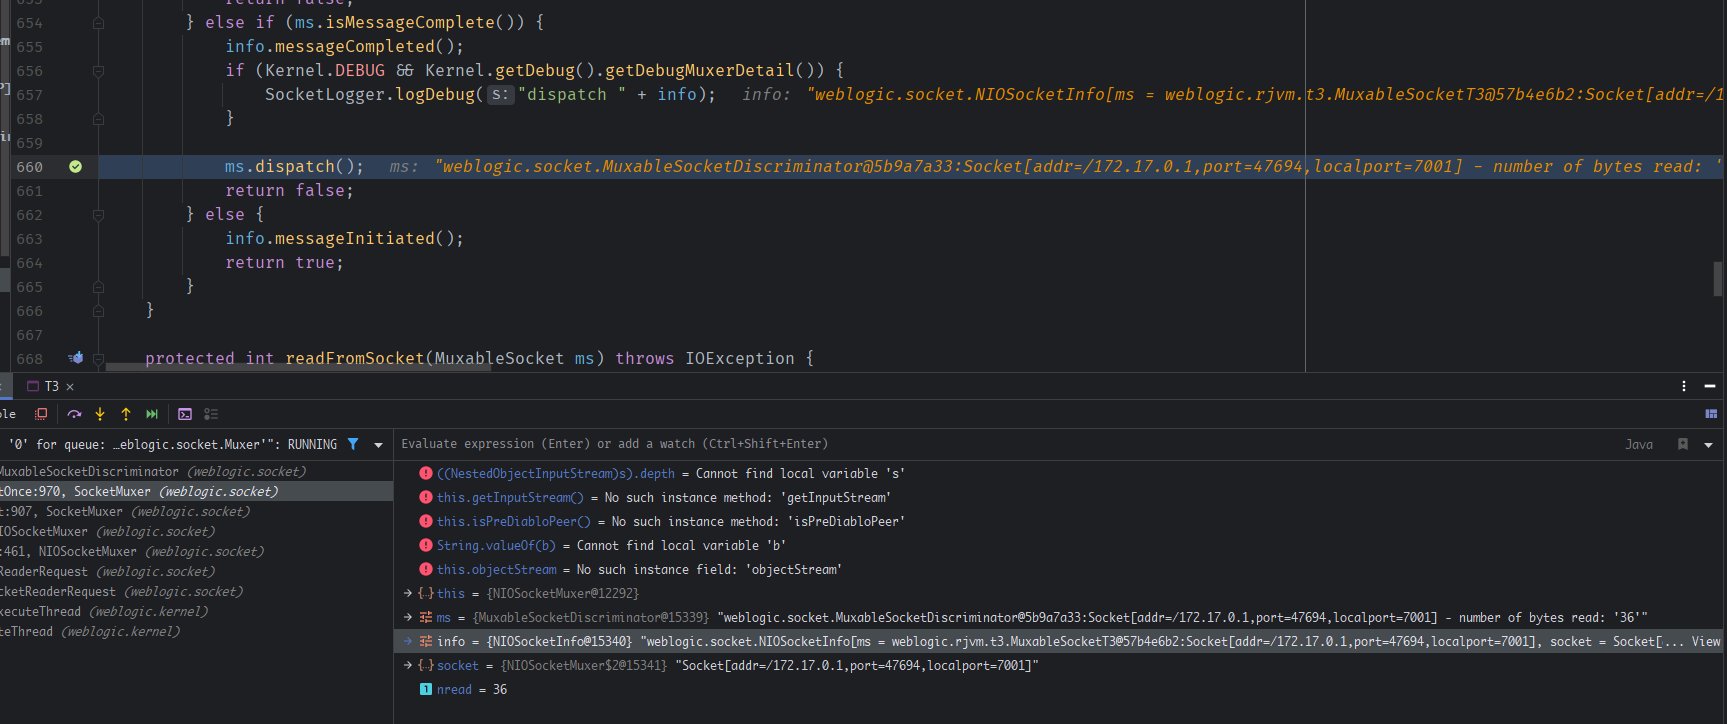 653 return false;
654 } else if (ms.isMessageComplete()) {
655 info.messageCompleted();
656 if (Kernel.DEBUG && Kernel.getDebug().getDebugMuxerDetail()) {
657 SocketLogger.logDebug( s: "dispatch " + info); info: "weblogic.socket.NIOSocketInfo[ms = weblogic.rjvm.t3.MuxableSocketT3@57b4e6b2:Socket[addr=/1
658 }
659
660 ms.dispatch(); ms: "weblogic.socket.MuxableSocketDiscriminator@5b9a7a33:Socket[addr=/172.17.0.1,port=47694,localport=7001] - number of bytes read: '
661 return false;
662 } else {
663 info.messageInitiated();
664 return true;
665 }
666 }
667
668 protected int readFromSocket(MuxableSocket ms) throws IOException {
T3
ole
'0' for queue: …eblogic.socket.Muxer'": RUNNING
Evaluate expression (Enter) or add a watch (Ctrl+Shift+Enter) Java
MuxableSocketDiscriminator (weblogic.socket)
tOnce:970, SocketMuxer (weblogic.socket)
t:907, SocketMuxer (weblogic.socket)
IOSocketMuxer (weblogic.socket)
:461, NIOSocketMuxer (weblogic.socket)
ReaderRequest (weblogic.socket)
cketReaderRequest (weblogic.socket)
xecuteThread (weblogic.kernel)
teThread (weblogic.kernel)
((NestedObjectInputStream)s).depth = Cannot find local variable 's'
this.getInputStream() = No such instance method: 'getInputStream'
this.isPreDiabloPeer() = No such instance method: 'isPreDiabloPeer'
String.valueOf(b) = Cannot find local variable 'b'
this.objectStream = No such instance field: 'objectStream'
this = {NIOSocketMuxer@12292}
ms = {MuxableSocketDiscriminator@15339} "weblogic.socket.MuxableSocketDiscriminator@5b9a7a33:Socket[addr=/172.17.0.1,port=47694,localport=7001] - number of bytes read: '36'"
info = {NIOSocketInfo@15340} "weblogic.socket.NIOSocketInfo[ms = weblogic.rjvm.t3.MuxableSocketT3@57b4e6b2:Socket[addr=/172.17.0.1,port=47694,localport=7001], socket = Socket[... View
socket = {NIOSocketMuxer$2@15341} "Socket[addr=/172.17.0.1,port=47694,localport=7001]"
nread = 36